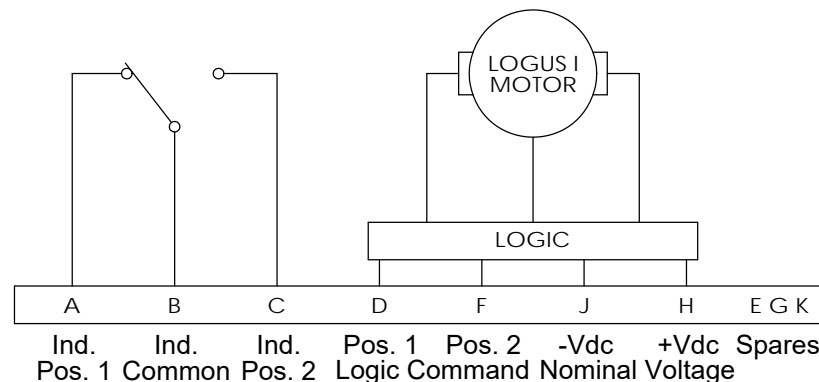 LOGUS I
MOTOR
LOGIC
A B C D F J H E G K
Ind. Ind. Ind. Pos. 1 Pos. 2 -Vdc +Vdc Spares
Pos. 1 Common Pos. 2 Logic Command Nominal Voltage